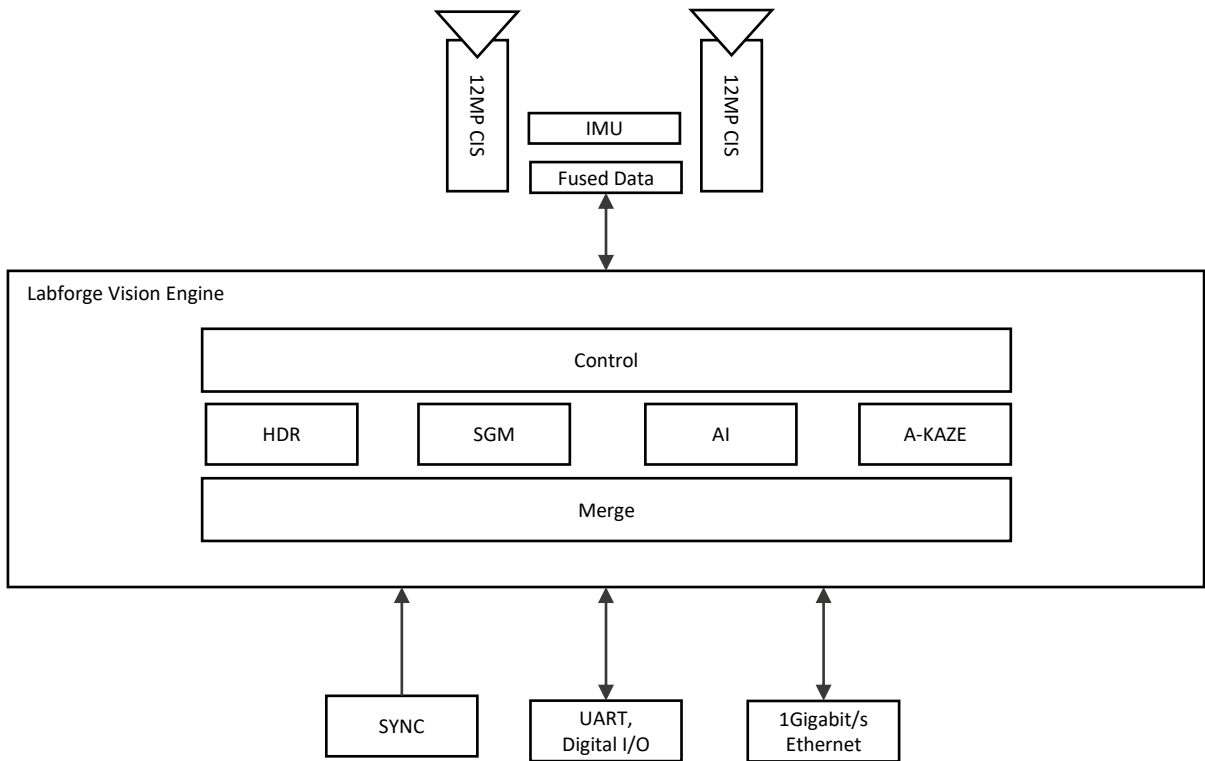 12MP CIS
12MP CIS
IMU
Fused Data
Labforge Vision Engine
Control
HDR
SGM
AI
A-KAZE
Merge
SYNC
UART,
Digital I/O
1Gigabit/s
Ethernet